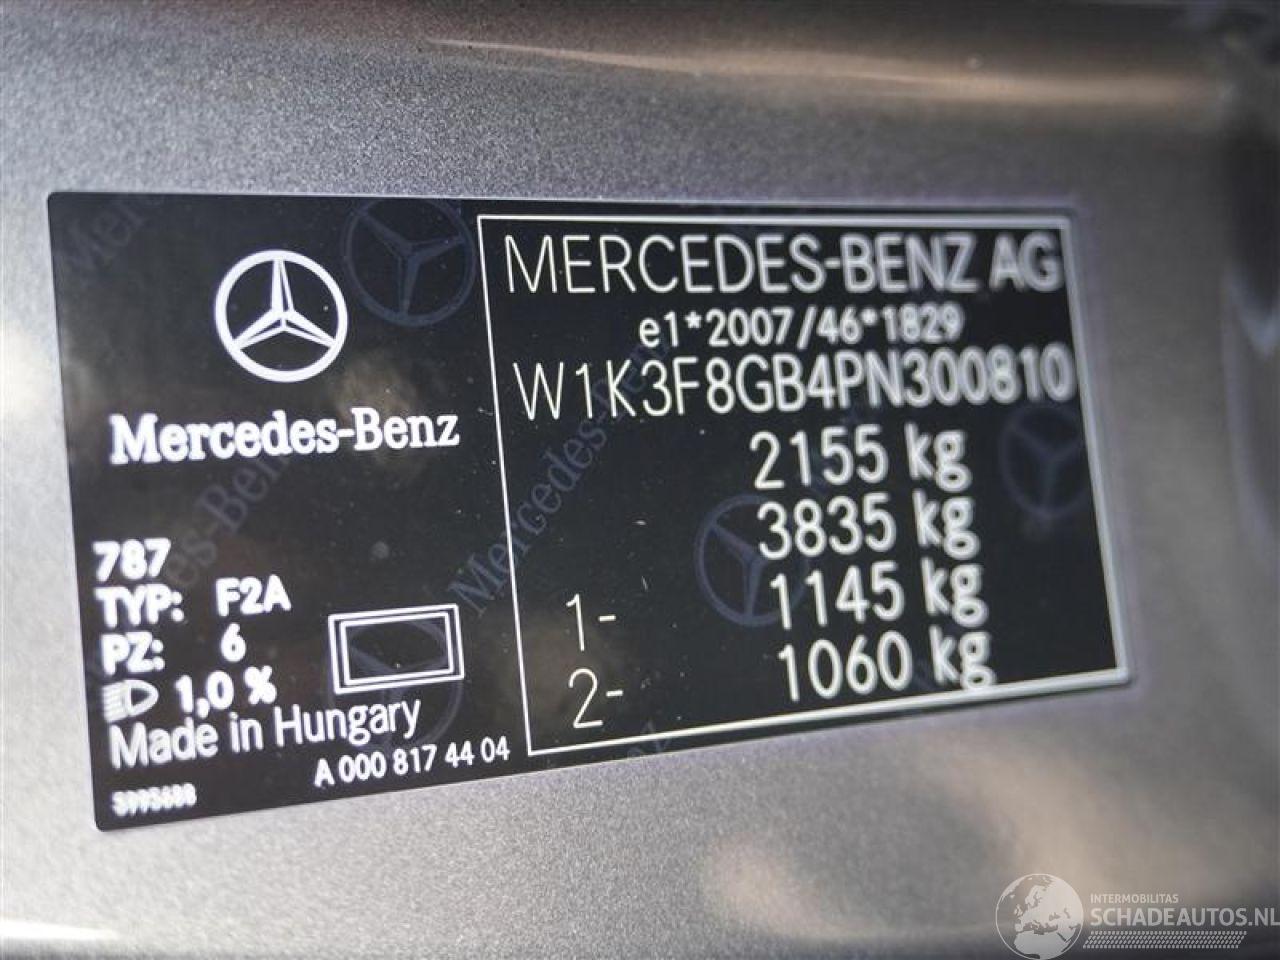 Mercedes-Benz
787
TYP: F2A
PZ: 6
1,0 %
Made in Hungary
A 000 817 44 04
MERCEDES-BENZ AG
e1*2007/46*1829
W1K3F8GB4PN300810
2155 kg
3835 kg
1- 1145 kg
2- 1060 kg
INTERMOBILITAS
SCHADEAUTOS.NL